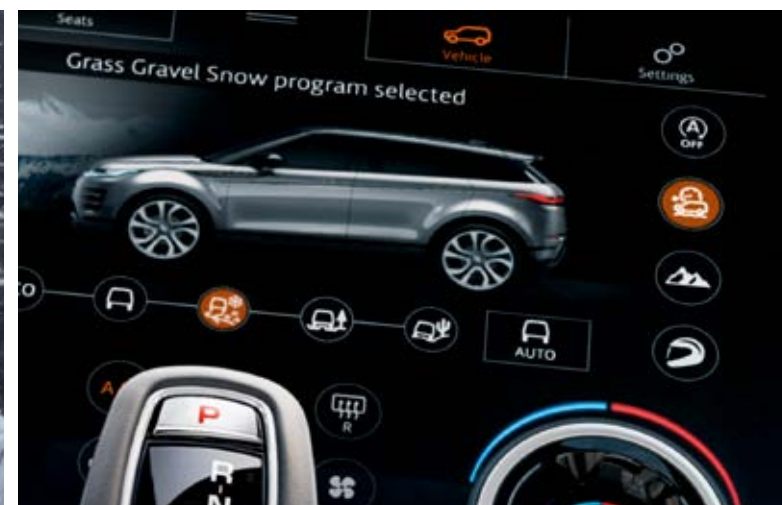 Seats
Vehicle
Settings
Grass Gravel Snow program selected
A
OFF
AUTO
A
P
R
R
N